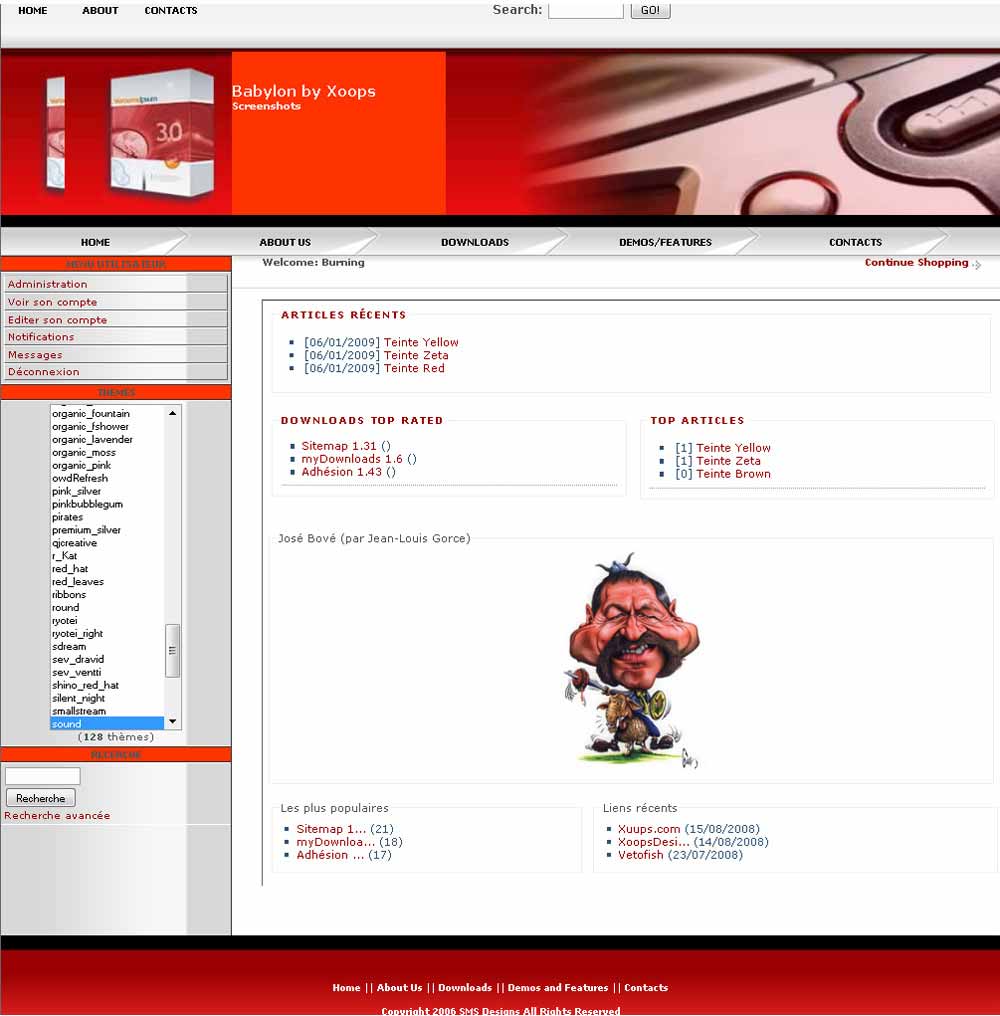 HOME ABOUT CONTACTS Search: GO!
Babylon by Xoops
Screenshots
3.0
HOME ABOUT US DOWNLOADS DEMOS/FEATURES CONTACTS
MENU UTILISATEUR
Welcome: Burning
Continue Shopping
Administration
Voir son compte
Editer son compte
Notifications
Messages
Déconnexion
THEMES
organic_fountain
organic_fshower
organic_lavender
organic_moss
organic_pink
owdRefresh
pink_silver
pinkbubblegum
pirates
premium_silver
qjcreative
r_Kat
red_hat
red_leaves
ribbons
round
ryotei
ryotei_right
sdream
sev_dravid
sev_ventti
shino_red_hat
silent_night
smallstream
sound
(128 thèmes)
RECERCHE
Recherche
Recherche avancée
ARTICLES RÉCENTS
[06/01/2009] Teinte Yellow
[06/01/2009] Teinte Zeta
[06/01/2009] Teinte Red
DOWNLOADS TOP RATED
Sitemap 1.31 ()
myDownloads 1.6 ()
Adhésion 1.43 ()
TOP ARTICLES
[1] Teinte Yellow
[1] Teinte Zeta
[0] Teinte Brown
José Bové (par Jean-Louis Gorce)
Les plus populaires
Sitemap 1... (21)
myDownloa... (18)
Adhésion ... (17)
Liens récents
Xuups.com (15/08/2008)
XoopsDesi... (14/08/2008)
Vetofish (23/07/2008)
Home || About Us || Downloads || Demos and Features || Contacts
Copyright 2006 SMS Designs All Rights Reserved